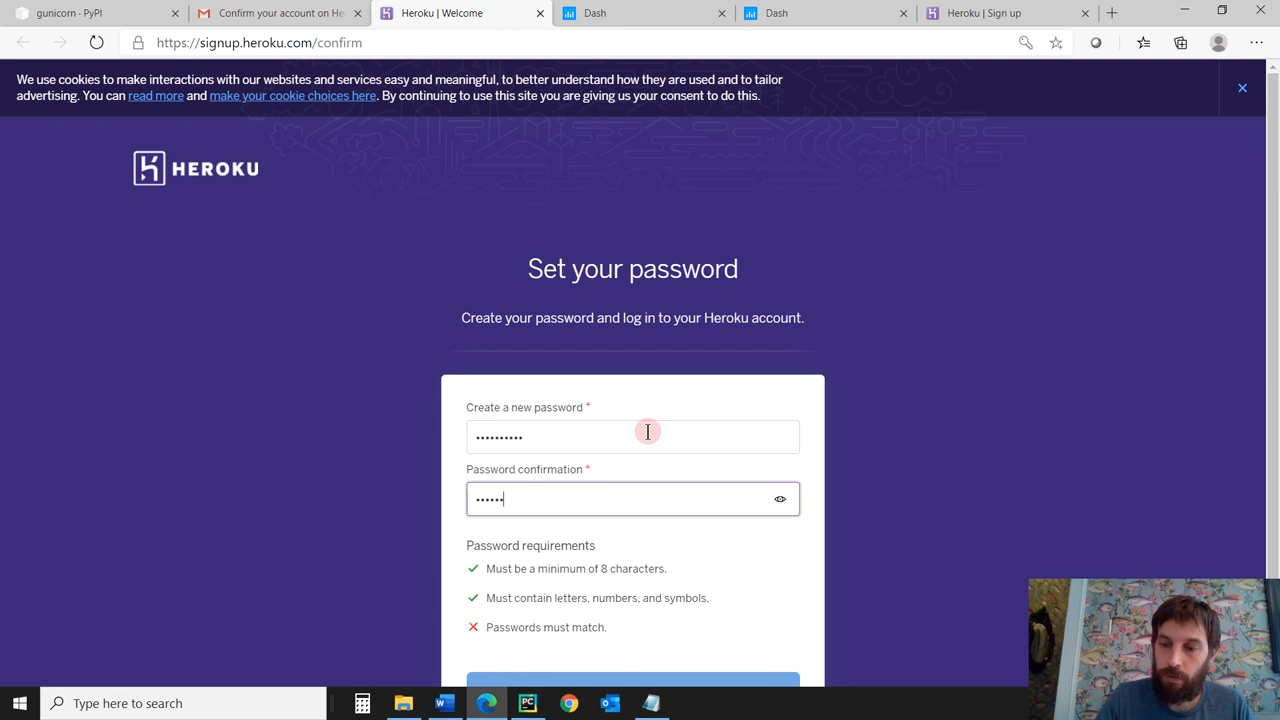 gunicorn · PyPI
Confirm your account on He
Heroku | Welcome
Dash
Dash
Heroku | Sign up
https://signup.heroku.com/confirm
We use cookies to make interactions with our websites and services easy and meaningful, to better understand how they are used and to tailor
advertising. You can read more and make your cookie choices here. By continuing to use this site you are giving us your consent to do this.
HEROKU
Set your password
Create your password and log in to your Heroku account.
Create a new password *
••••••••••
Password confirmation *
••••••
Password requirements
Must be a minimum of 8 characters.
Must contain letters, numbers, and symbols.
Passwords must match.
Type here to search